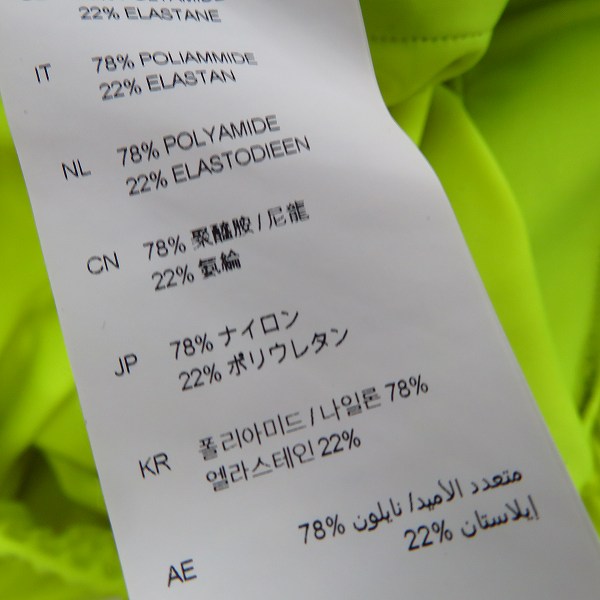 22% ELASTANE
IT
78% POLIAMMIDE
22% ELASTAN
NL
78% POLYAMIDE
22% ELASTODIEEN
CN
78% 聚醯胺 / 尼龍
22% 氨綸
JP
78% ナイロン
22% ポリウレタン
KR
폴리아미드 / 나일론 78%
엘라스테인 22%
AE
متعدد الأميد/ نايلون %78
إيلاستان %22